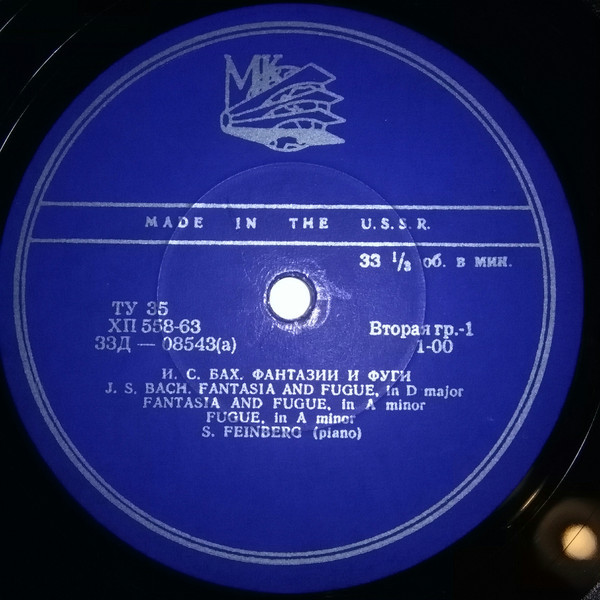 МК
MADE IN THE U.S.S.R.
33 1/3 об. в мин.
ТУ 35
ХП 558-63
33Д — 08543(а)
Вторая гр.-1
1-00
И. С. БАХ. ФАНТАЗИИ И ФУГИ
J. S. BACH. FANTASIA AND FUGUE, in D major
FANTASIA AND FUGUE, in A minor
FUGUE, in A minor
S. FEINBERG (piano)